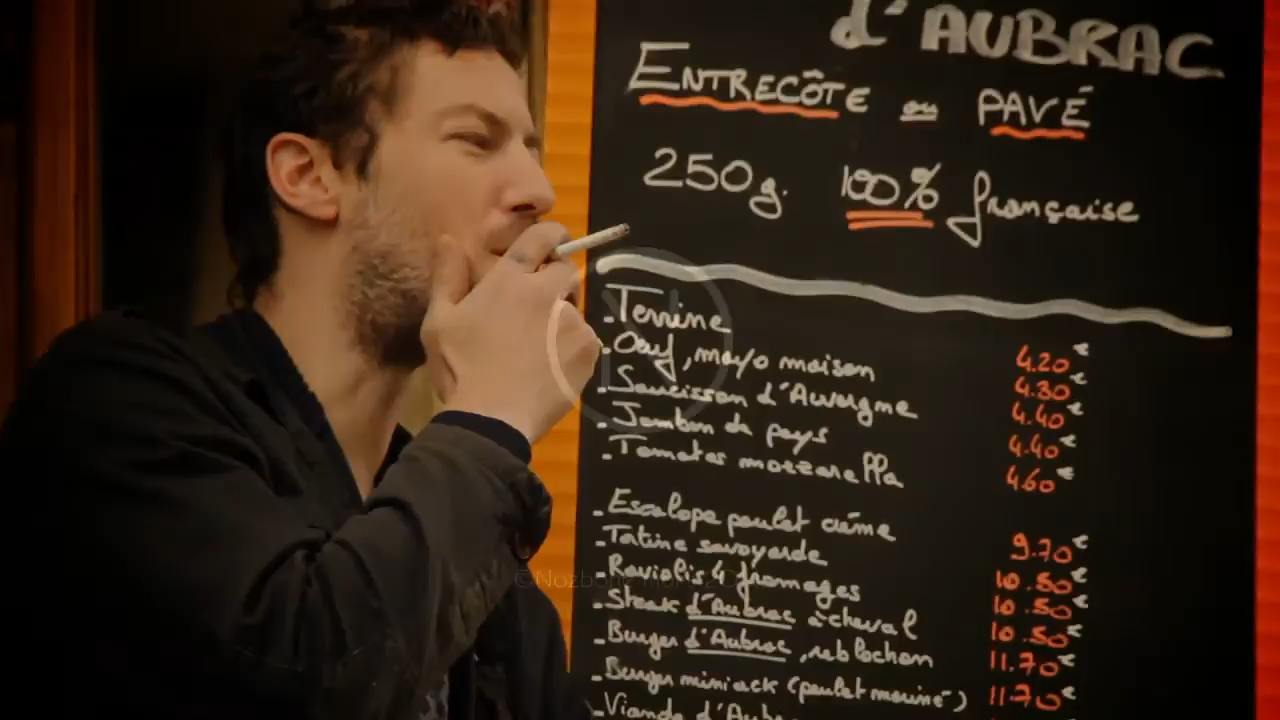 d'AUBRAC
ENTRECÔTE ou PAVÉ
250g. 100% française
-Terrine 4.20€
-Oeuf, mayo maison 4.30€
-Saucisson d'Auvergne 4.40€
-Jambon de pays 4.40€
-Tomates mozzarella 4.60€
-Escalope poulet crème 9.70€
-Tartine savoyarde 10.50€
-Raviolis 4 fromages 10.50€
-Steak d'Aubrac à cheval 10.50€
-Burger d'Aubrac, reblochon 11.70€
-Burger miniack (poulet mariné) 11.70€
-Viande d'Aubrac